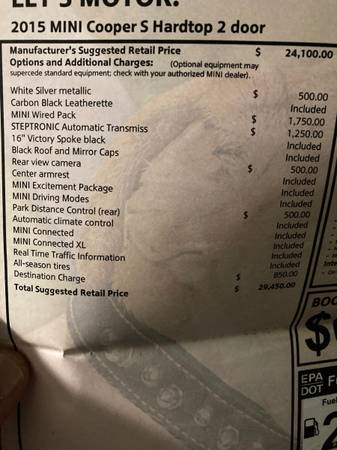 LET'S MOTOR.
2015 MINI Cooper S Hardtop 2 door
Manufacturer's Suggested Retail Price $ 24,100.00
Options and Additional Charges: (Optional equipment may
supercede standard equipment; check with your authorized MINI dealer).
White Silver metallic $ 500.00
Carbon Black Leatherette Included
MINI Wired Pack $ 1,750.00
STEPTRONIC Automatic Transmiss $ 1,250.00
16" Victory Spoke black Included
Black Roof and Mirror Caps Included
Rear view camera $ 500.00
Center armrest Included
MINI Excitement Package Included
MINI Driving Modes Included
Park Distance Control (rear) $ 500.00
Automatic climate control Included
MINI Connected Included
MINI Connected XL Included
Real Time Traffic Information Included
All-season tires Included
Destination Charge $ 850.00
Total Suggested Retail Price $ 29,450.00
BOO
$
EPA
DOT
Fue
2